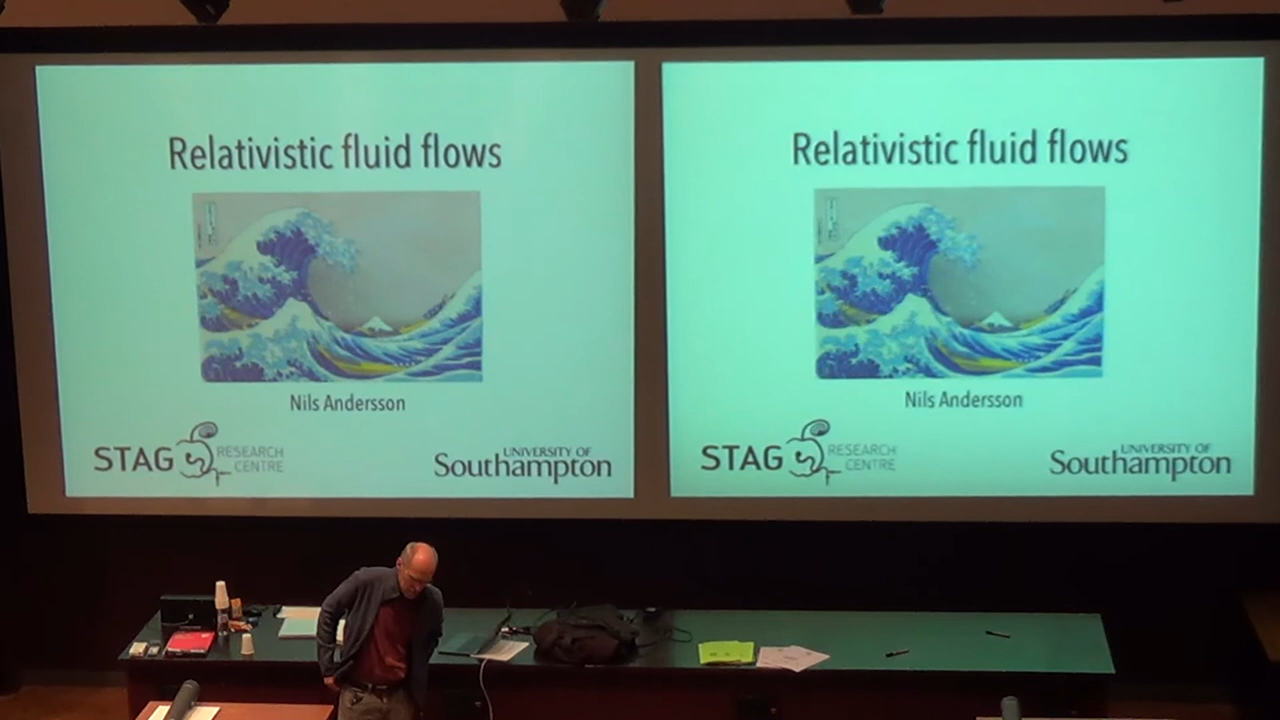 Relativistic fluid flows
Nils Andersson
STAG RESEARCH CENTRE
UNIVERSITY OF
Southampton
Relativistic fluid flows
Nils Andersson
STAG RESEARCH CENTRE
UNIVERSITY OF
Southampton